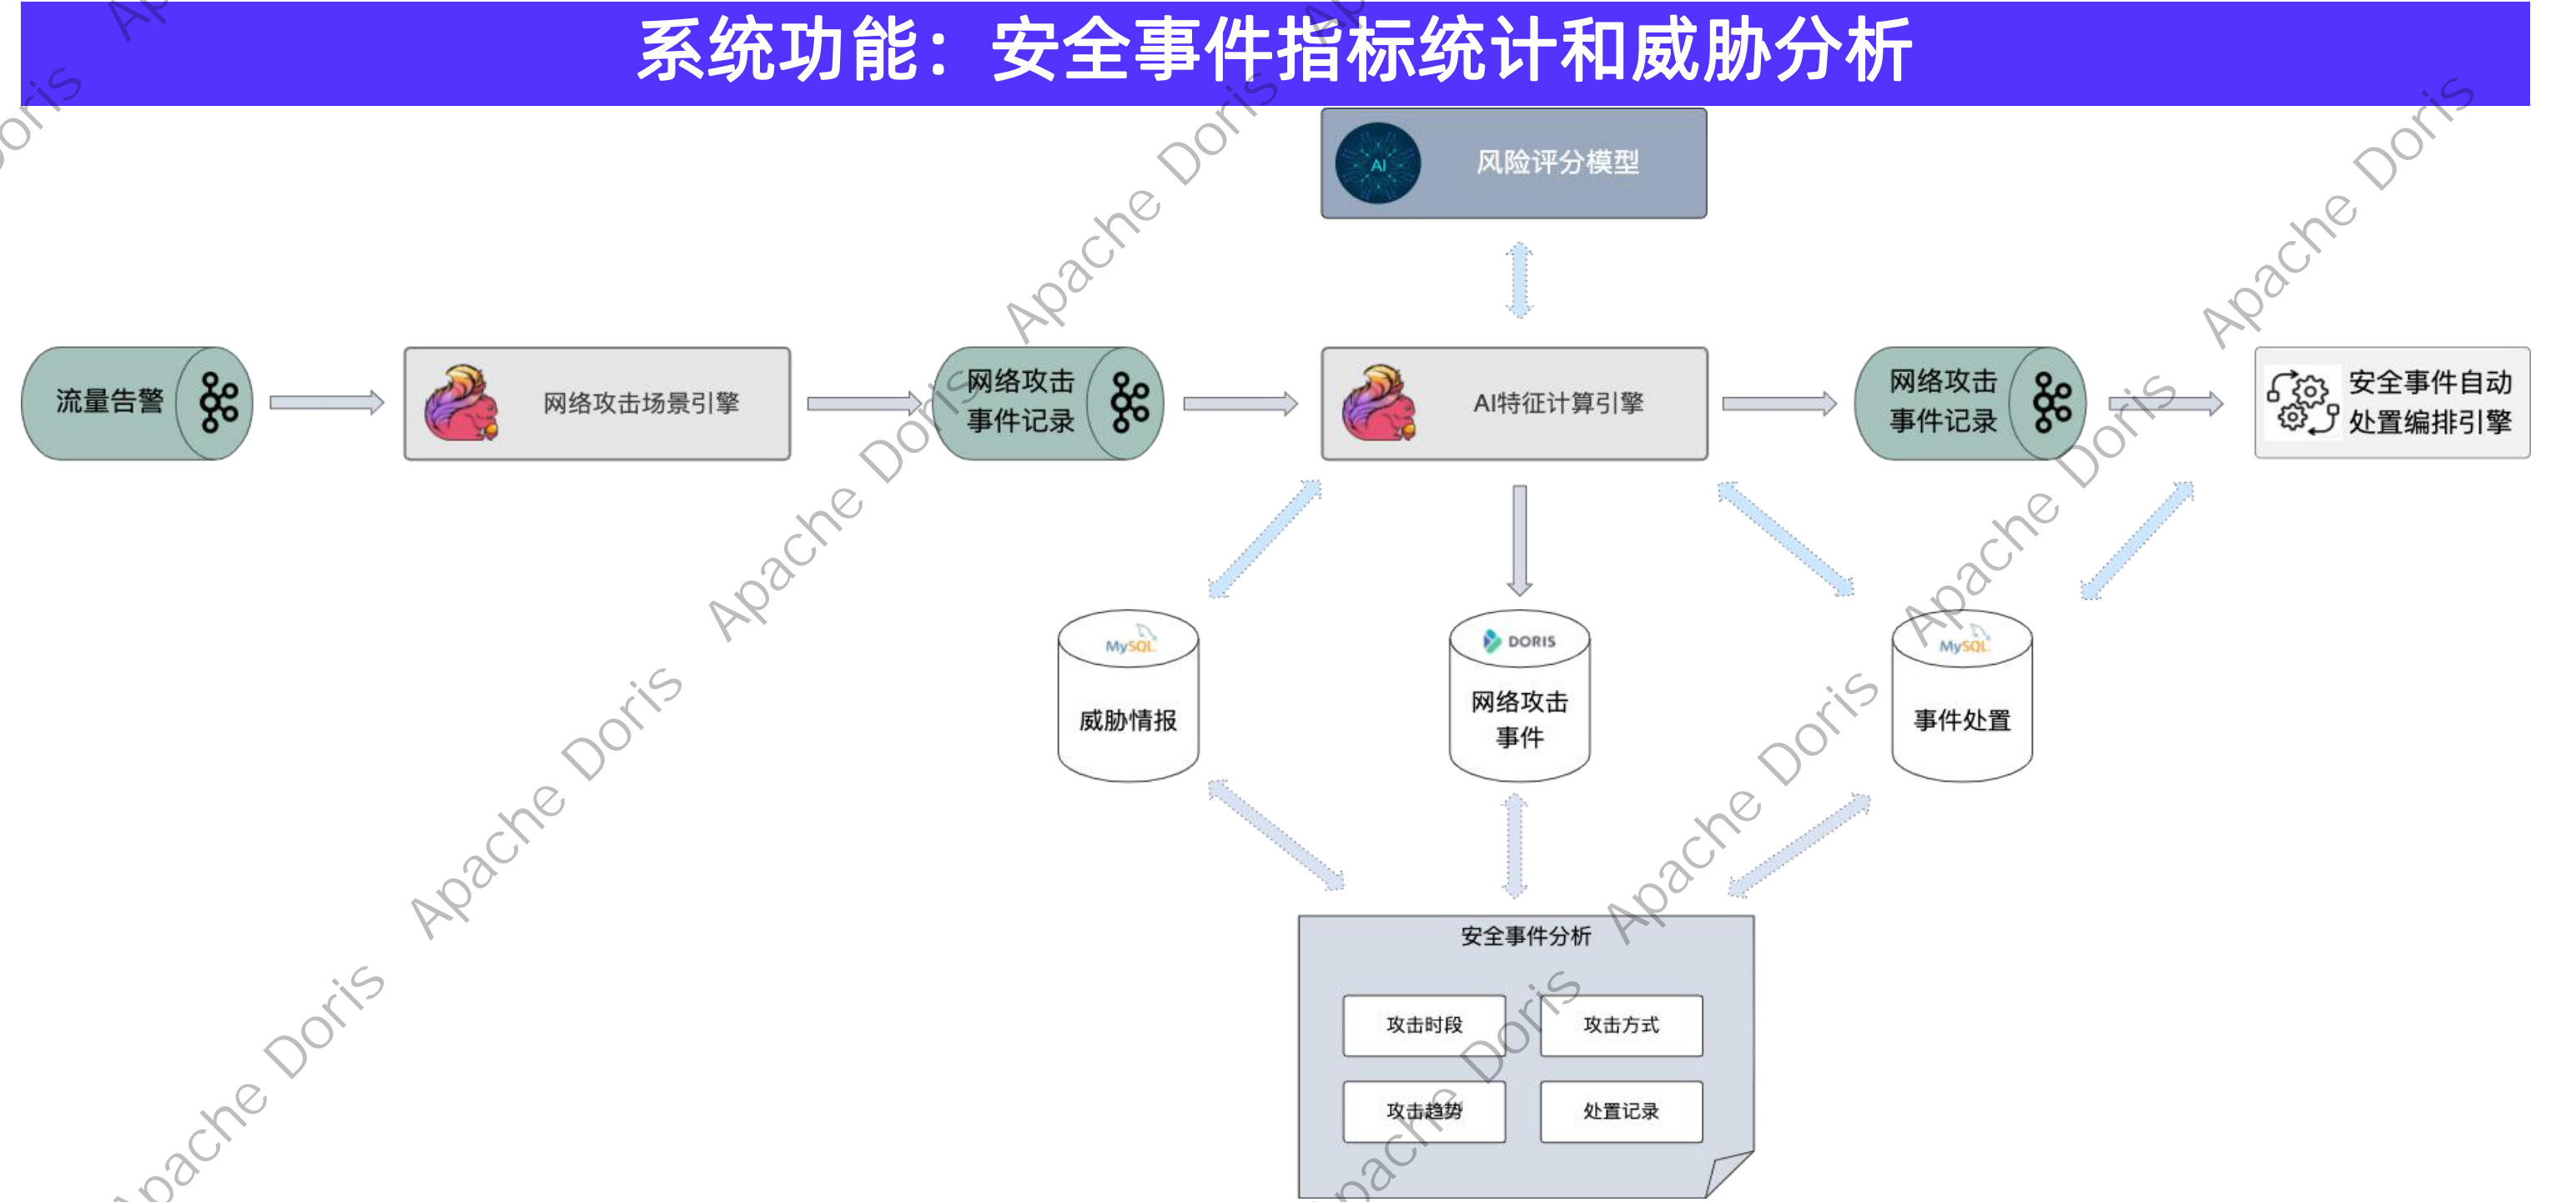 系统功能：安全事件指标统计和威胁分析
AI
风险评分模型
流量告警
网络攻击场景引擎
网络攻击
事件记录
AI特征计算引擎
网络攻击
事件记录
安全事件自动
处置编排引擎
MySQL
威胁情报
DORIS
网络攻击
事件
MySQL
事件处置
安全事件分析
攻击时段
攻击方式
攻击趋势
处置记录
Apache Doris
Apache Doris
Apache Doris
Apache Doris
Apache Doris
Apache Doris
Apache Doris
Apache Doris
Apache Doris